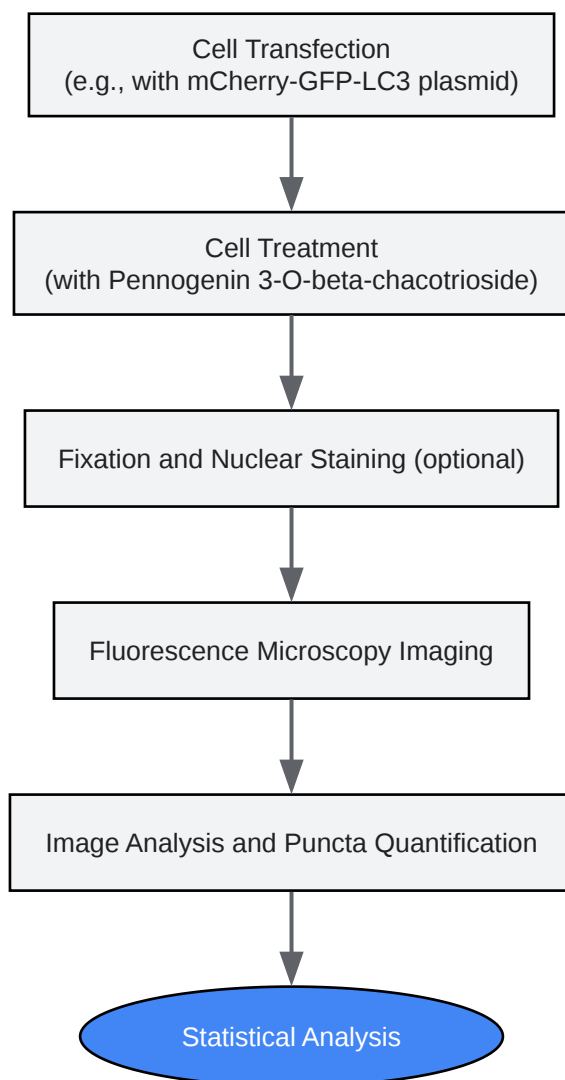 Cell Transfection
(e.g., with mCherry-GFP-LC3 plasmid)
Cell Treatment
(with Pennogenin 3-O-beta-chacotrioside)
Fixation and Nuclear Staining (optional)
Fluorescence Microscopy Imaging
Image Analysis and Puncta Quantification
Statistical Analysis